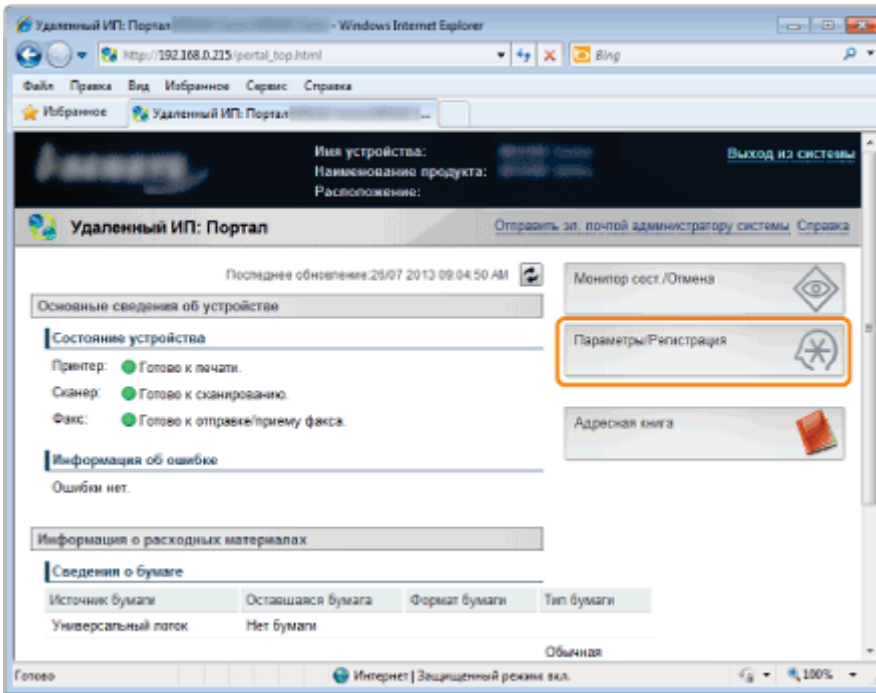 Удаленный ИП: Портал - Windows Internet Explorer
http://192.168.0.215/portal_top.html
Bing
Файл Правка Вид Избранное Сервис Справка
Избранное Удаленный ИП: Портал ...
Имя устройства:
Выход из системы
Наименование продукта:
Расположение:
Удаленный ИП: Портал
Отправить эл. почтой администратору системы Справка
Последнее обновление:26/07 2013 09:04:50 AM
Монитор сост./Отмена
Основные сведения об устройстве
Состояние устройства
Параметры/Регистрация
Принтер: Готово к печати.
Сканер: Готово к сканированию.
Факс: Готово к отправке/приему факса.
Адресная книга
Информация об ошибке
Ошибки нет.
Информация о расходных материалах
Сведения о бумаге
Источник бумаги Оставшаяся бумага Формат бумаги Тип бумаги
Универсальный лоток Нет бумаги
Обычная
Готово Интернет | Защищенный режим вкл. 100%